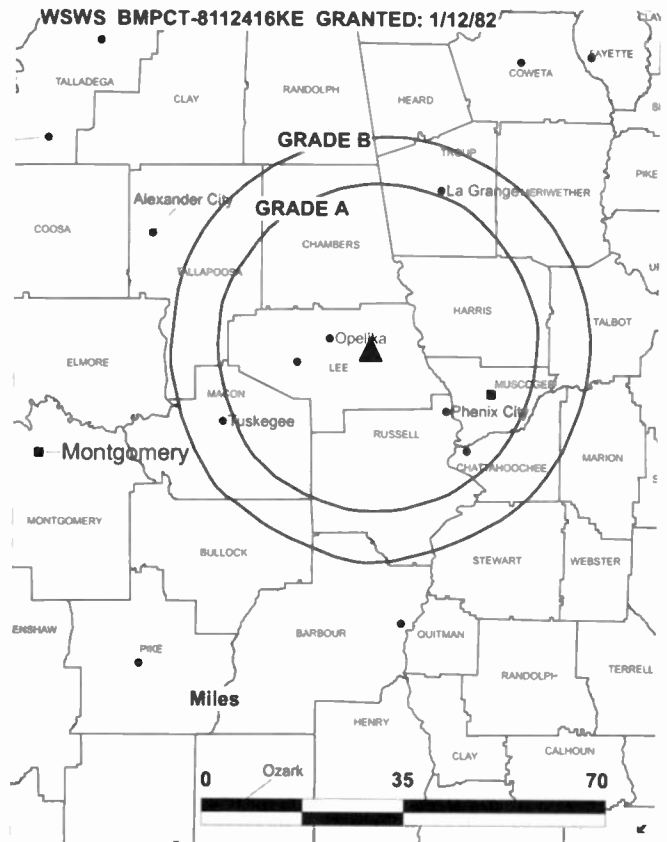 WSWS BMPCT-8112416KE GRANTED: 1/12/82
CLAY
FAYETTE
COWETA
TALLADEGA
CLAY
RANDOLPH
HEARD
GRADE B
TROUP
PIKE
Alexander City
La Grange
MERIWETHER
GRADE A
COOSA
CHAMBERS
TALLAPOOSA
HARRIS
TALBOT
Opelika
ELMORE
LEE
MUSCOGEE
MACON
Phenix City
Tuskegee
RUSSELL
Montgomery
CHATTAHOOCHEE
MARION
MONTGOMERY
BULLOCK
STEWART
WEBSTER
ENSHAW
BARBOUR
QUITMAN
PIKE
TERRELL
RANDOLPH
Miles
HENRY
CLAY
CALHOUN
Ozark
0 35 70